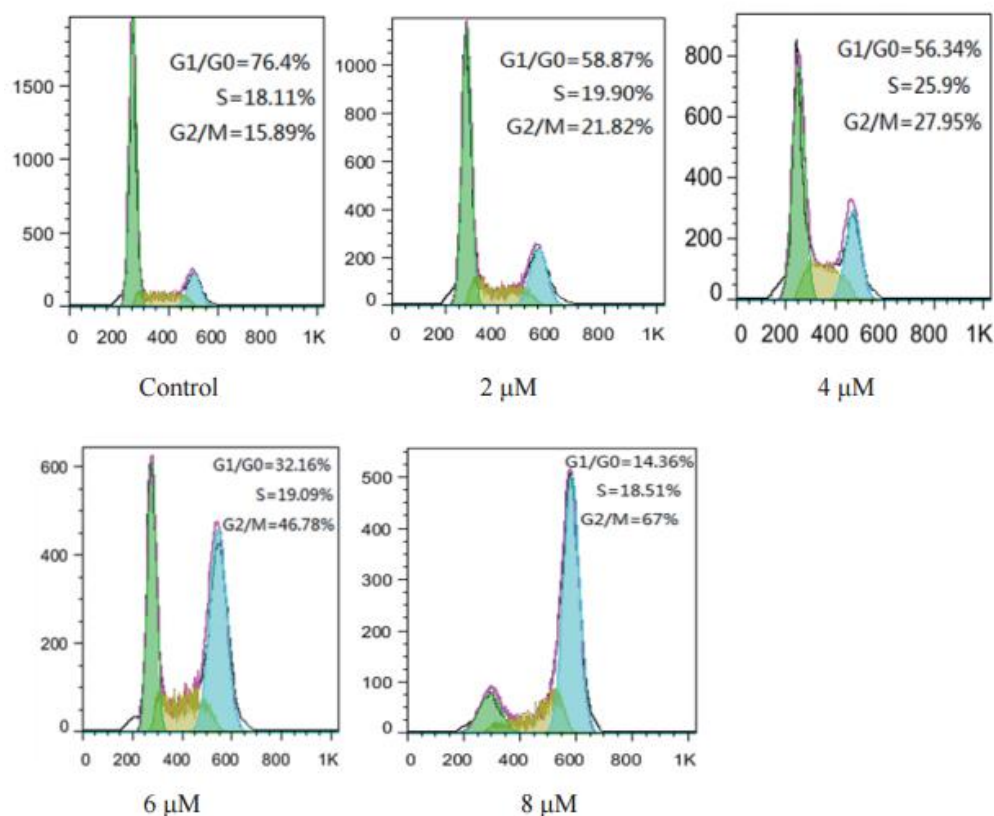 G1/G0=76.4%
S=18.11%
G2/M=15.89%
1500
1000
500
0
0 200 400 600 800 1K
Control
G1/G0=58.87%
S=19.90%
G2/M=21.82%
1000
800
600
400
200
0
0 200 400 600 800 1K
2 μM
G1/G0=56.34%
S=25.9%
G2/M=27.95%
800
600
400
200
0
0 200 400 600 800 1K
4 μM
G1/G0=32.16%
S=19.09%
G2/M=46.78%
600
400
200
0
0 200 400 600 800 1K
6 μM
G1/G0=14.36%
S=18.51%
G2/M=67%
500
400
300
200
100
0
0 200 400 600 800 1K
8 μM